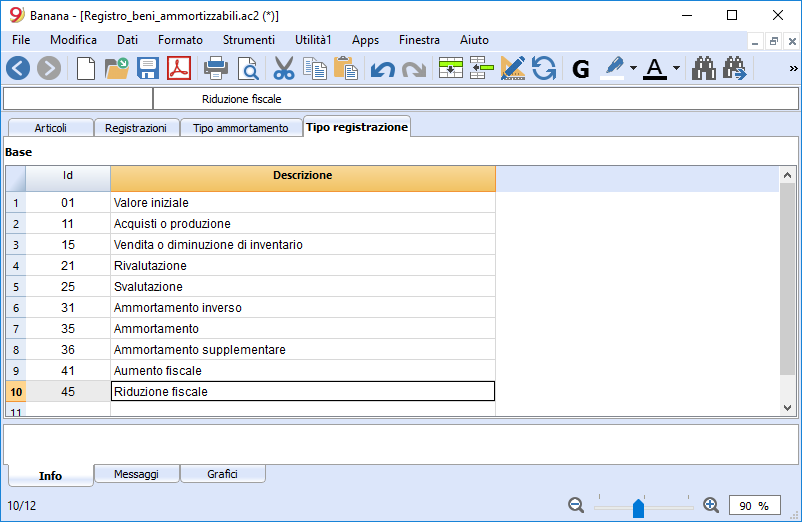 Banana - [Registro_beni_ammortizzabili.ac2 (*)]
File Modifica Dati Formato Strumenti Utilità1 Apps Finestra Aiuto
G A »
Riduzione fiscale
Articoli Registrazioni Tipo ammortamento Tipo registrazione
Base
Id Descrizione
1 01 Valore iniziale
2 11 Acquisti o produzione
3 15 Vendita o diminuzione di inventario
4 21 Rivalutazione
5 25 Svalutazione
6 31 Ammortamento inverso
7 35 Ammortamento
8 36 Ammortamento supplementare
9 41 Aumento fiscale
10 45 Riduzione fiscale
11
Info Messaggi Grafici
10/12 90 %